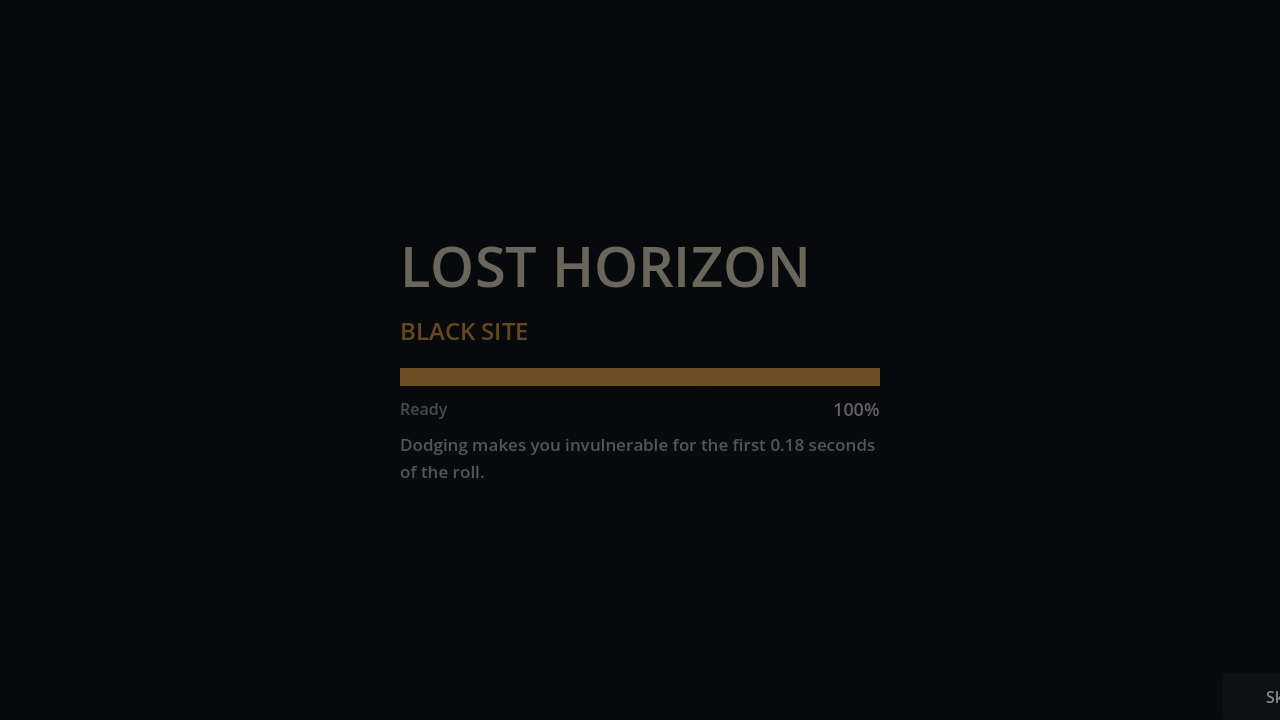 LOST HORIZON
BLACK SITE
Ready 100%
Dodging makes you invulnerable for the first 0.18 seconds
of the roll.